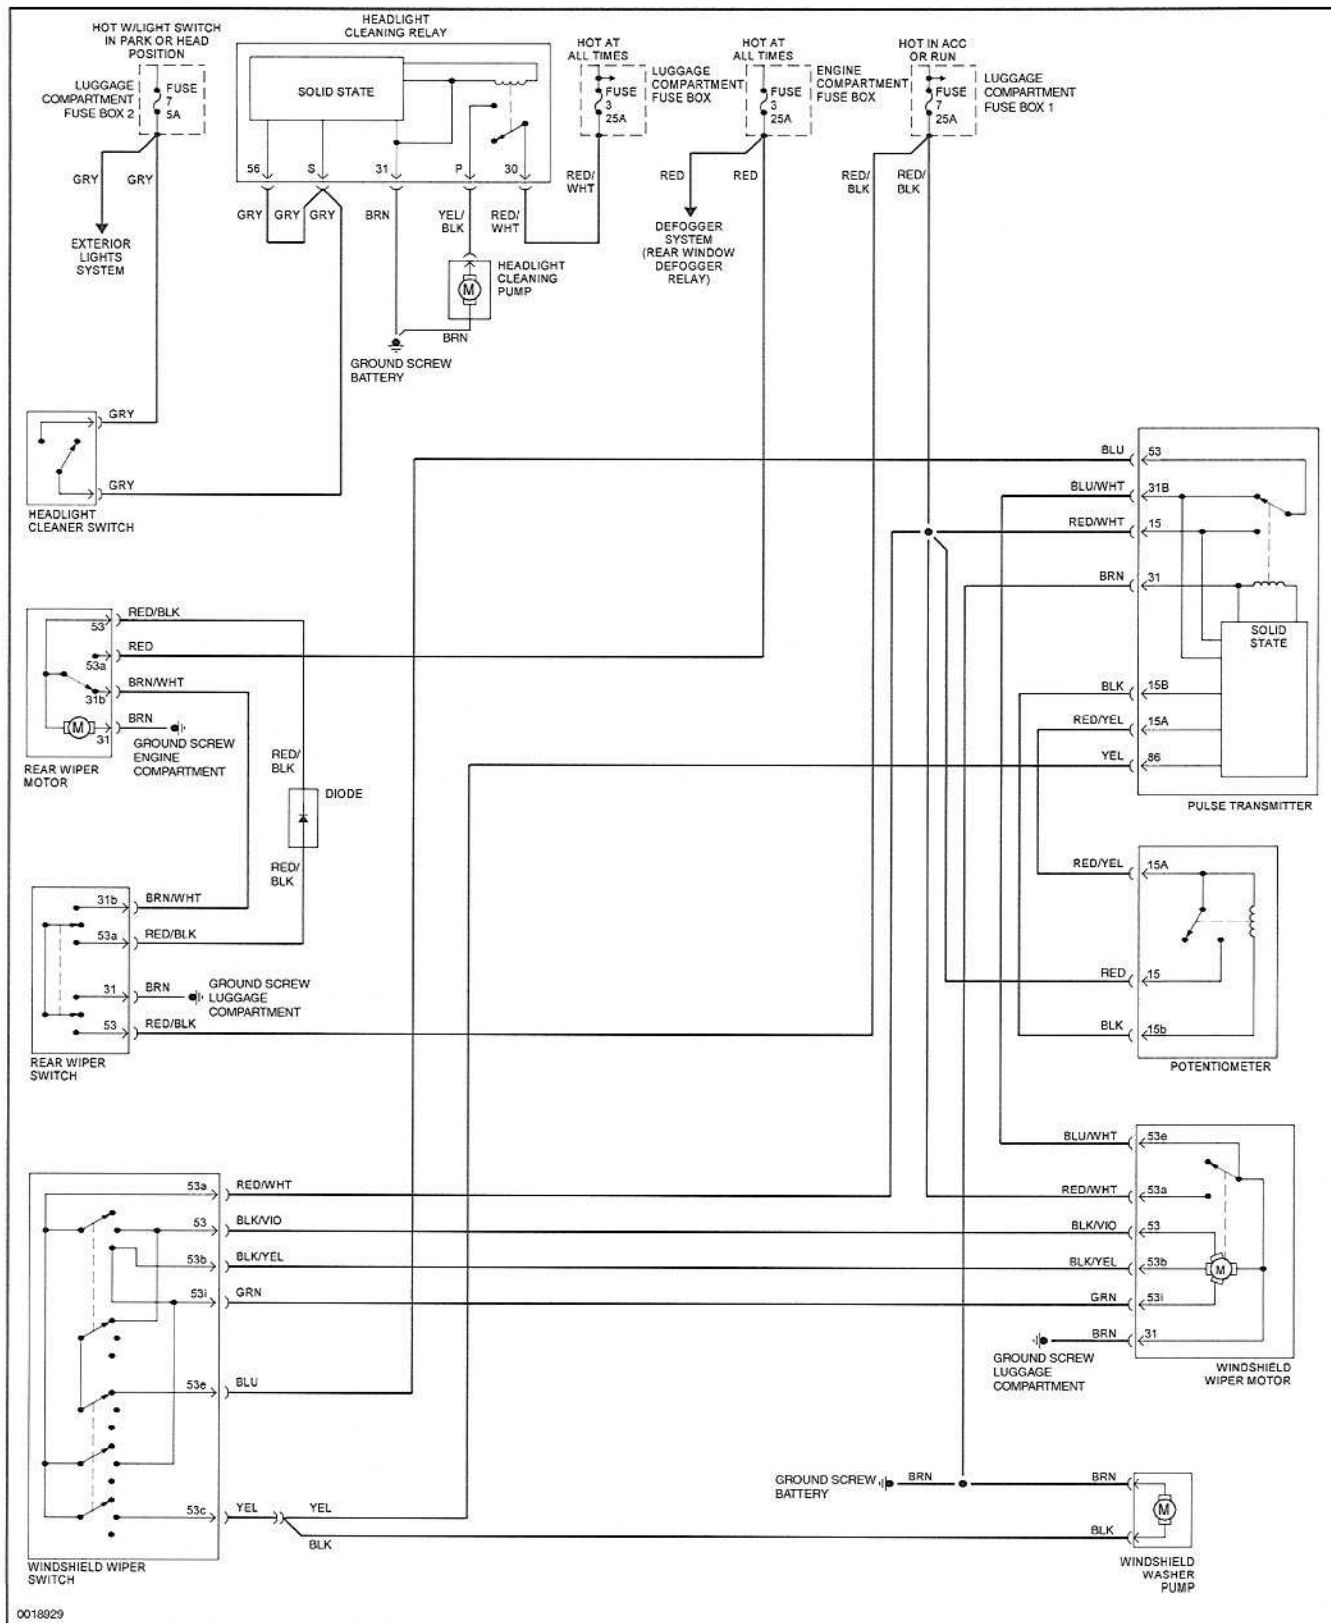 HOT W/LIGHT SWITCH
IN PARK OR HEAD
POSITION
LUGGAGE
COMPARTMENT
FUSE BOX 2
FUSE
7
5A
GRY
GRY
EXTERIOR
LIGHTS
SYSTEM
HEADLIGHT
CLEANING RELAY
SOLID STATE
56
S
31
P
30
GRY
GRY
GRY
BRN
YEL/
BLK
RED/
WHT
HOT AT
ALL TIMES
FUSE
3
25A
LUGGAGE
COMPARTMENT
FUSE BOX
RED/
WHT
HOT AT
ALL TIMES
FUSE
3
25A
ENGINE
COMPARTMENT
FUSE BOX
RED
RED
DEFOGGER
SYSTEM
(REAR WINDOW
DEFOGGER
RELAY)
HOT IN ACC
OR RUN
FUSE
7
25A
LUGGAGE
COMPARTMENT
FUSE BOX 1
RED/
BLK
RED/
BLK
M
HEADLIGHT
CLEANING
PUMP
BRN
GROUND SCREW
BATTERY
GRY
GRY
HEADLIGHT
CLEANER SWITCH
BLU
53
BLU/WHT
31B
RED/WHT
15
BRN
31
SOLID
STATE
BLK
15B
RED/YEL
15A
YEL
86
PULSE TRANSMITTER
53
RED/BLK
53a
RED
31b
BRN/WHT
M
31
BRN
GROUND SCREW
ENGINE
COMPARTMENT
REAR WIPER
MOTOR
RED/
BLK
DIODE
RED/
BLK
31b
BRN/WHT
53a
RED/BLK
31
BRN
GROUND SCREW
LUGGAGE
COMPARTMENT
53
RED/BLK
REAR WIPER
SWITCH
RED/YEL
15A
RED
15
BLK
15b
POTENTIOMETER
BLU/WHT
53e
RED/WHT
53a
BLK/VIO
53
BLK/YEL
53b
M
GRN
53i
BRN
31
GROUND SCREW
LUGGAGE
COMPARTMENT
WINDSHIELD
WIPER MOTOR
53a
RED/WHT
53
BLK/VIO
53b
BLK/YEL
53i
GRN
53e
BLU
53c
YEL
YEL
BLK
WINDSHIELD WIPER
SWITCH
GROUND SCREW
BATTERY
BRN
BRN
M
BLK
WINDSHIELD
WASHER
PUMP
0018929